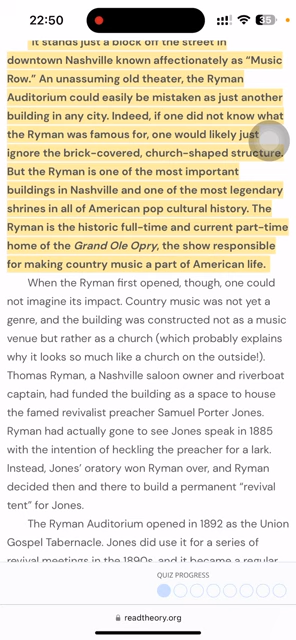 22:50
35
It stands just a block off the street in
downtown Nashville known affectionately as “Music
Row.” An unassuming old theater, the Ryman
Auditorium could easily be mistaken as just another
building in any city. Indeed, if one did not know what
the Ryman was famous for, one would likely just
ignore the brick-covered, church-shaped structure.
But the Ryman is one of the most important
buildings in Nashville and one of the most legendary
shrines in all of American pop cultural history. The
Ryman is the historic full-time and current part-time
home of the Grand Ole Opry, the show responsible
for making country music a part of American life.
When the Ryman first opened, though, one could
not imagine its impact. Country music was not yet a
genre, and the building was constructed not as a music
venue but rather as a church (which probably explains
why it looks so much like a church on the outside!).
Thomas Ryman, a Nashville saloon owner and riverboat
captain, had funded the building as a space to house
the famed revivalist preacher Samuel Porter Jones.
Ryman had actually gone to see Jones speak in 1885
with the intention of heckling the preacher for a lark.
Instead, Jones’ oratory won Ryman over, and Ryman
decided then and there to build a permanent “revival
tent” for Jones.
The Ryman Auditorium opened in 1892 as the Union
Gospel Tabernacle. Jones did use it for a series of
revival meetings in the 1890s, and it became a regular
QUIZ PROGRESS
readtheory.org